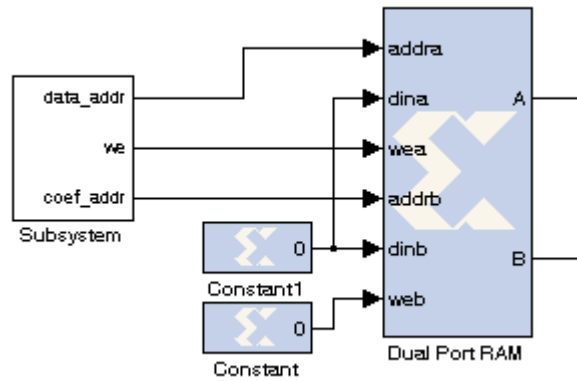 data_addr
we
coef_addr
Subsystem
0
Constant1
0
Constant
addra
dina
wea
addrb
dinb
web
A
B
Dual Port RAM